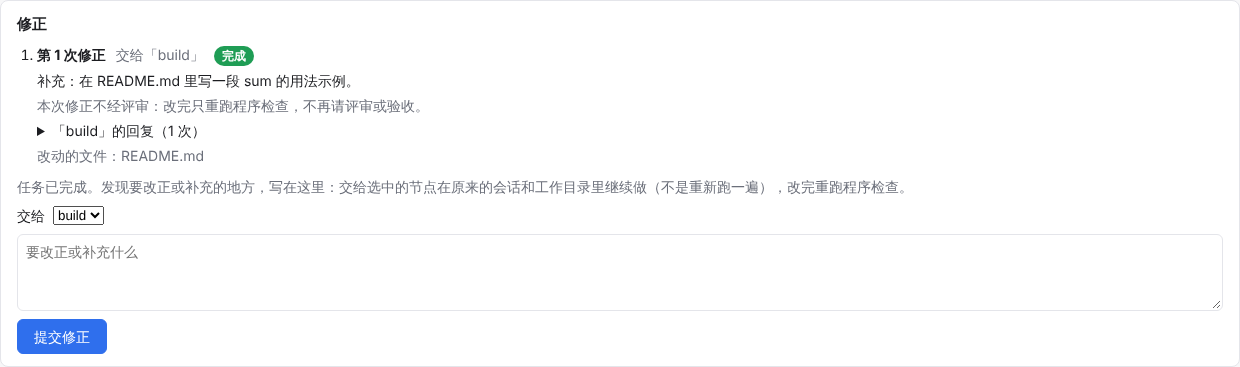 修正
1. 第 1 次修正 交给「build」 完成
补充：在 README.md 里写一段 sum 的用法示例。
本次修正不经评审：改完只重跑程序检查，不再请评审或验收。
▶ 「build」的回复（1 次）
改动的文件：README.md
任务已完成。发现要改正或补充的地方，写在这里：交给选中的节点在原来的会话和工作目录里继续做（不是重新跑一遍），改完重跑程序检查。
交给 build
要改正或补充什么
提交修正